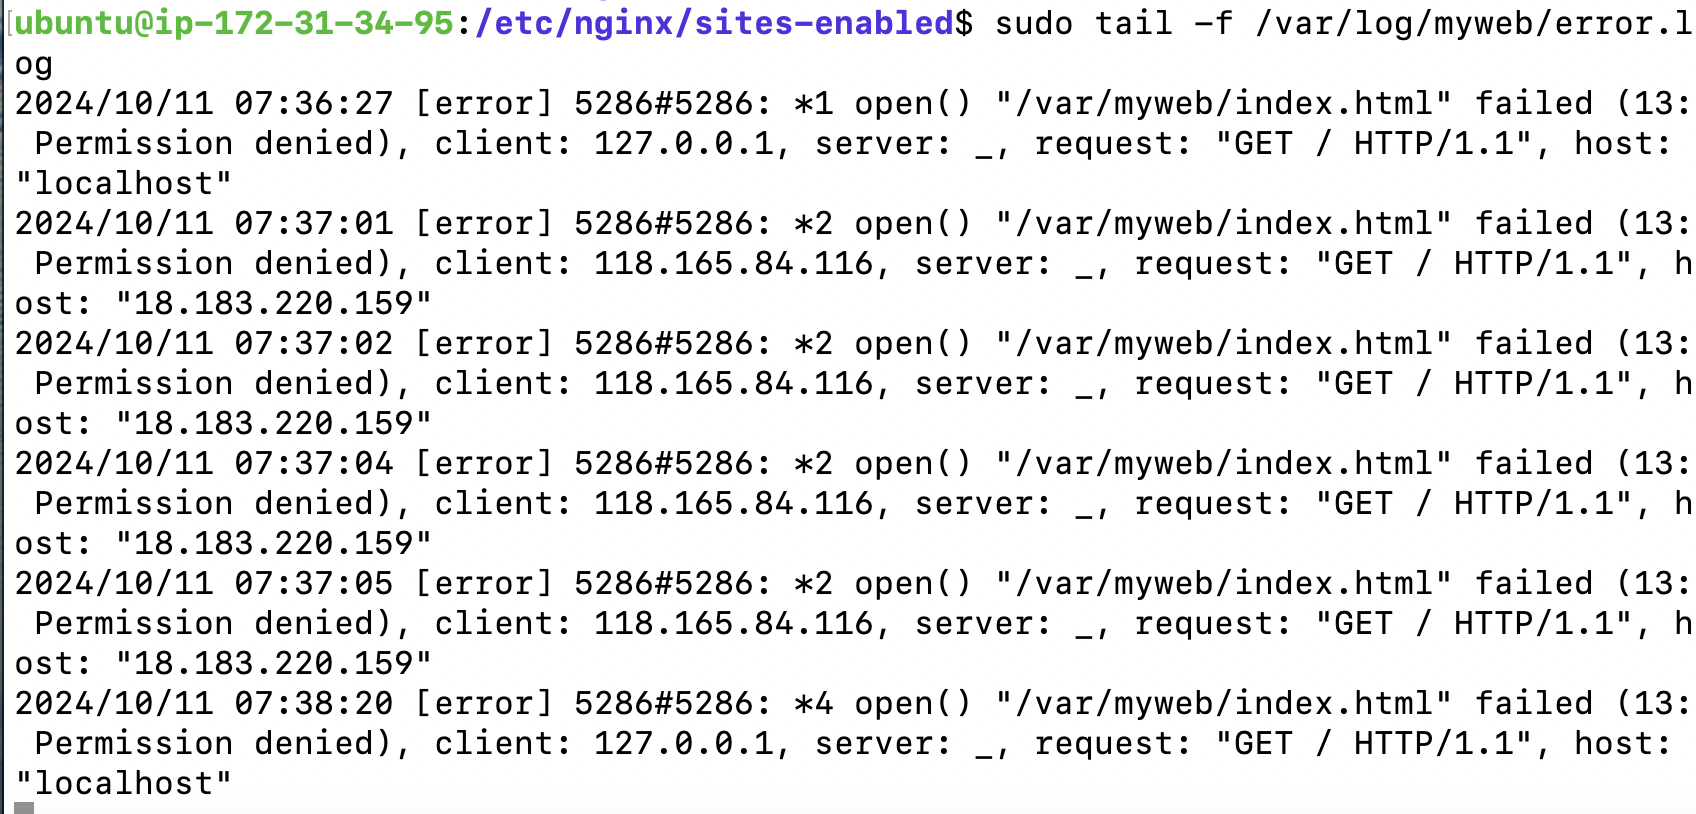 [ubuntu@ip-172-31-34-95:/etc/nginx/sites-enabled$ sudo tail -f /var/log/myweb/error.l
og
2024/10/11 07:36:27 [error] 5286#5286: *1 open() "/var/myweb/index.html" failed (13:
 Permission denied), client: 127.0.0.1, server: _, request: "GET / HTTP/1.1", host:
"localhost"
2024/10/11 07:37:01 [error] 5286#5286: *2 open() "/var/myweb/index.html" failed (13:
 Permission denied), client: 118.165.84.116, server: _, request: "GET / HTTP/1.1", h
ost: "18.183.220.159"
2024/10/11 07:37:02 [error] 5286#5286: *2 open() "/var/myweb/index.html" failed (13:
 Permission denied), client: 118.165.84.116, server: _, request: "GET / HTTP/1.1", h
ost: "18.183.220.159"
2024/10/11 07:37:04 [error] 5286#5286: *2 open() "/var/myweb/index.html" failed (13:
 Permission denied), client: 118.165.84.116, server: _, request: "GET / HTTP/1.1", h
ost: "18.183.220.159"
2024/10/11 07:37:05 [error] 5286#5286: *2 open() "/var/myweb/index.html" failed (13:
 Permission denied), client: 118.165.84.116, server: _, request: "GET / HTTP/1.1", h
ost: "18.183.220.159"
2024/10/11 07:38:20 [error] 5286#5286: *4 open() "/var/myweb/index.html" failed (13:
 Permission denied), client: 127.0.0.1, server: _, request: "GET / HTTP/1.1", host:
"localhost"